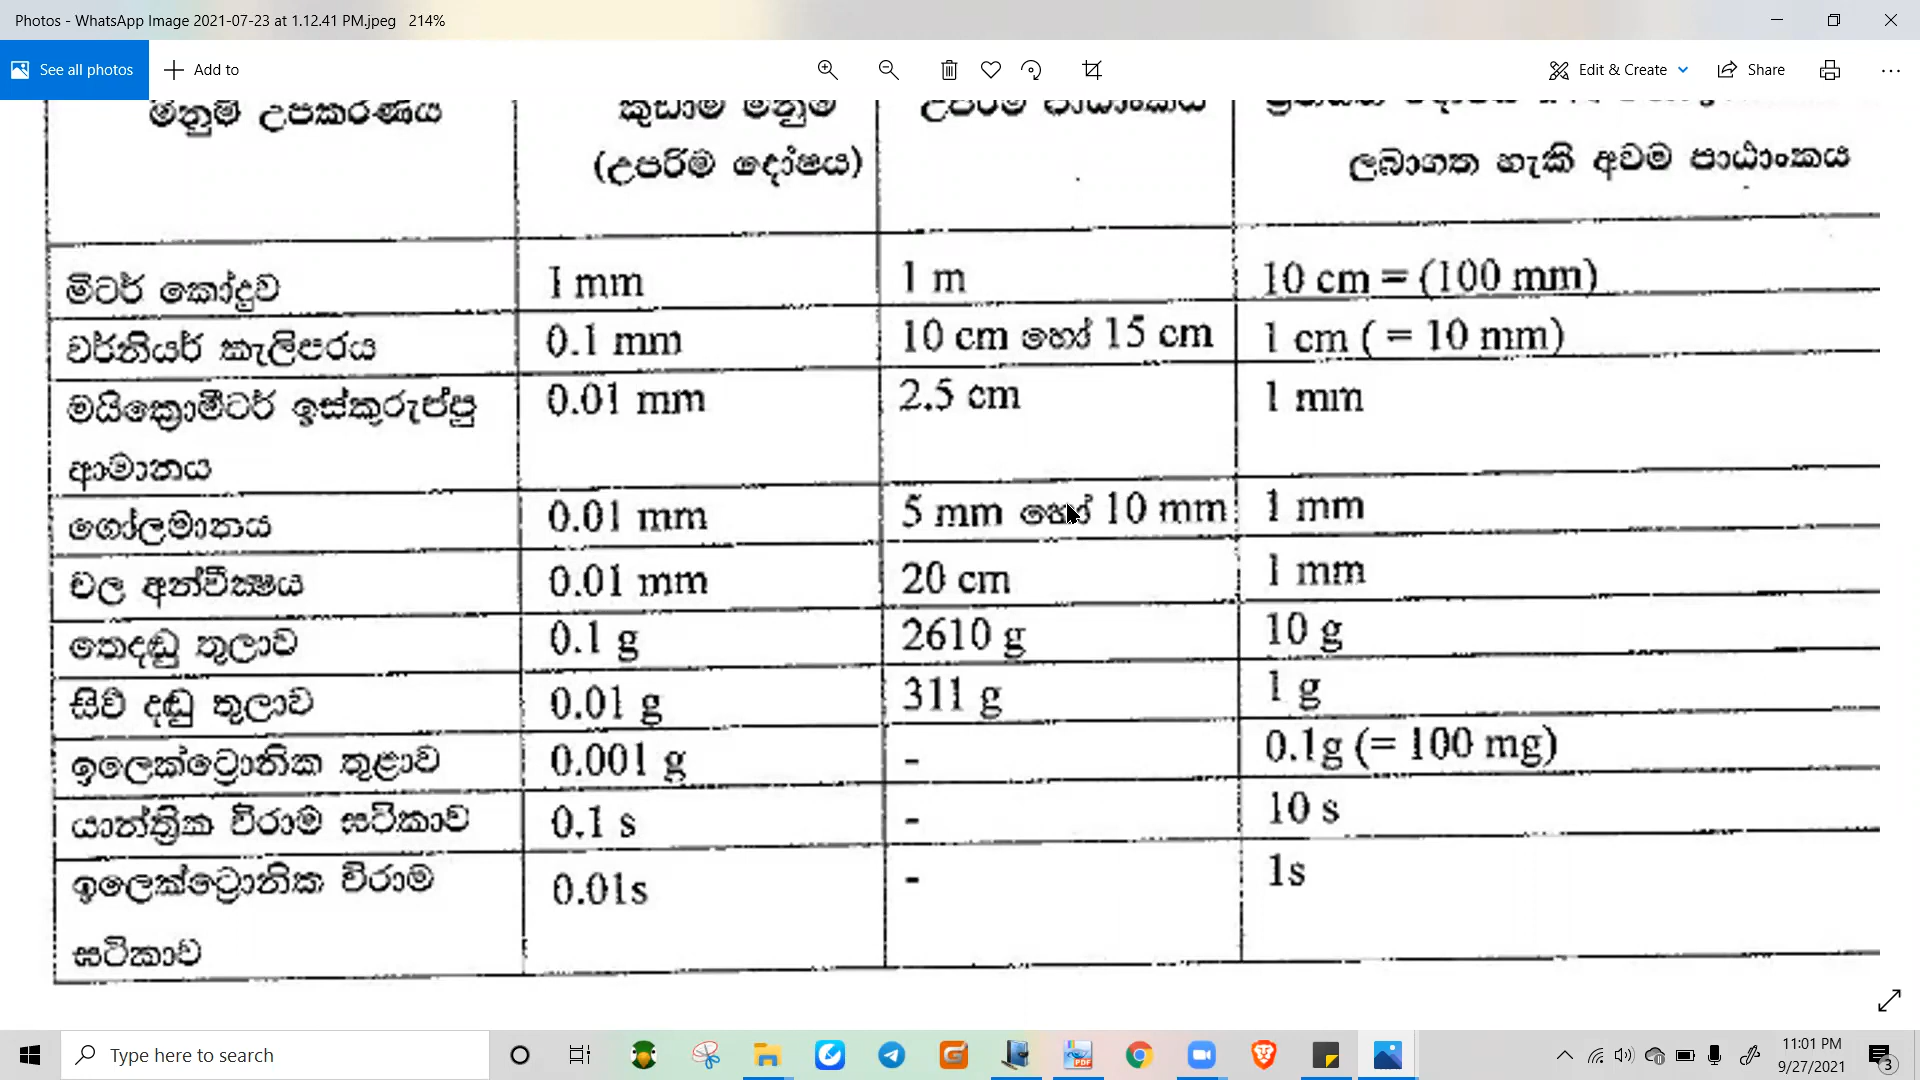 Photos - WhatsApp Image 2021-07-23 at 1.12.41 PM.jpeg 214%
See all photos
Add to
Edit & Create
Share
මිනුම් උපකරණය
කුඩාම මිනුම
(උපරිම දෝෂය)
උපරිම පාඨාංකය
ලබාගත හැකි අවම පාඨාංකය
මීටර් කෝදුව 1 mm 1 m 10 cm = (100 mm)
වර්නියර් කැලිපරය 0.1 mm 10 cm හෝ 15 cm 1 cm ( = 10 mm)
මයික්‍රොමීටර් ඉස්කුරුප්පු 0.01 mm 2.5 cm 1 mm
ආමානය
ගෝලමානය 0.01 mm 5 mm හෝ 10 mm 1 mm
චල අන්වීක්ෂය 0.01 mm 20 cm 1 mm
තෙදඬු තුලාව 0.1 g 2610 g 10 g
සිව් දඬු තුලාව 0.01 g 311 g 1 g
ඉලෙක්ට්‍රොනික තුළාව 0.001 g - 0.1g (= 100 mg)
යාන්ත්‍රික විරාම ඝටිකාව 0.1 s - 10 s
ඉලෙක්ට්‍රොනික විරාම 0.01s - 1s
ඝටිකාව
Type here to search
11:01 PM
9/27/2021
3